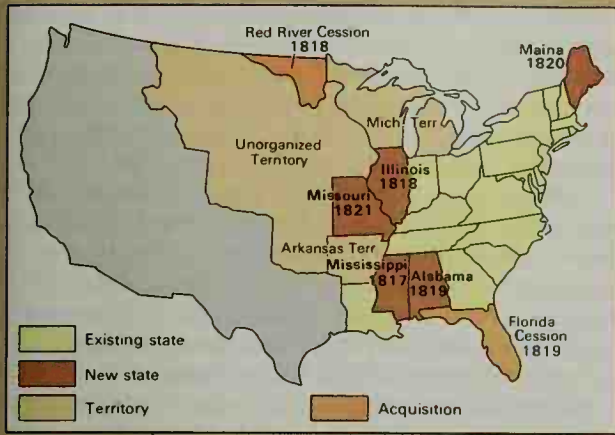 Red River Cession
1818
Maina
1820
Mich. Terr
Unorganized
Territory
Illinois
1818
Missouri
1821
Arkansas Terr
Mississippi
1817
Alabama
1819
Florida
Cession
1819
Existing state
New state
Territory
Acquisition